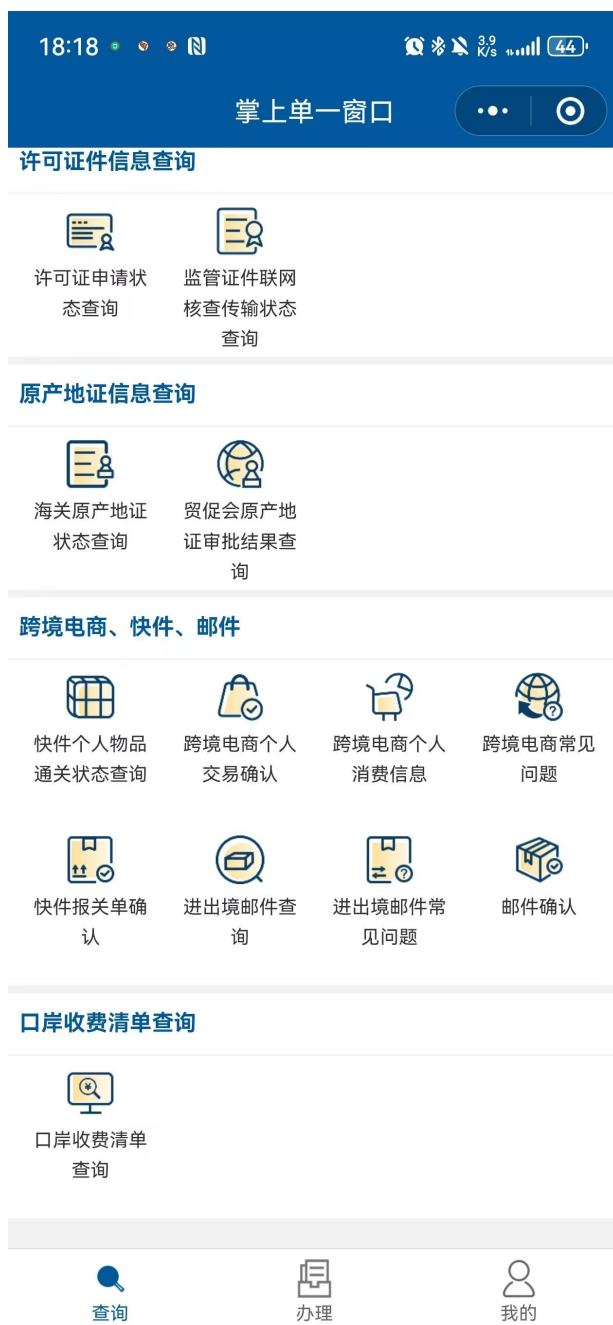 18:18
3.9
K/s
44
掌上单一窗口
许可证件信息查询
许可证申请状
态查询
监管证件联网
核查传输状态
查询
原产地证信息查询
海关原产地证
状态查询
贸促会原产地
证审批结果查
询
跨境电商、快件、邮件
快件个人物品
通关状态查询
跨境电商个人
交易确认
跨境电商个人
消费信息
跨境电商常见
问题
快件报关单确
认
进出境邮件查
询
进出境邮件常
见问题
邮件确认
口岸收费清单查询
口岸收费清单
查询
查询
办理
我的